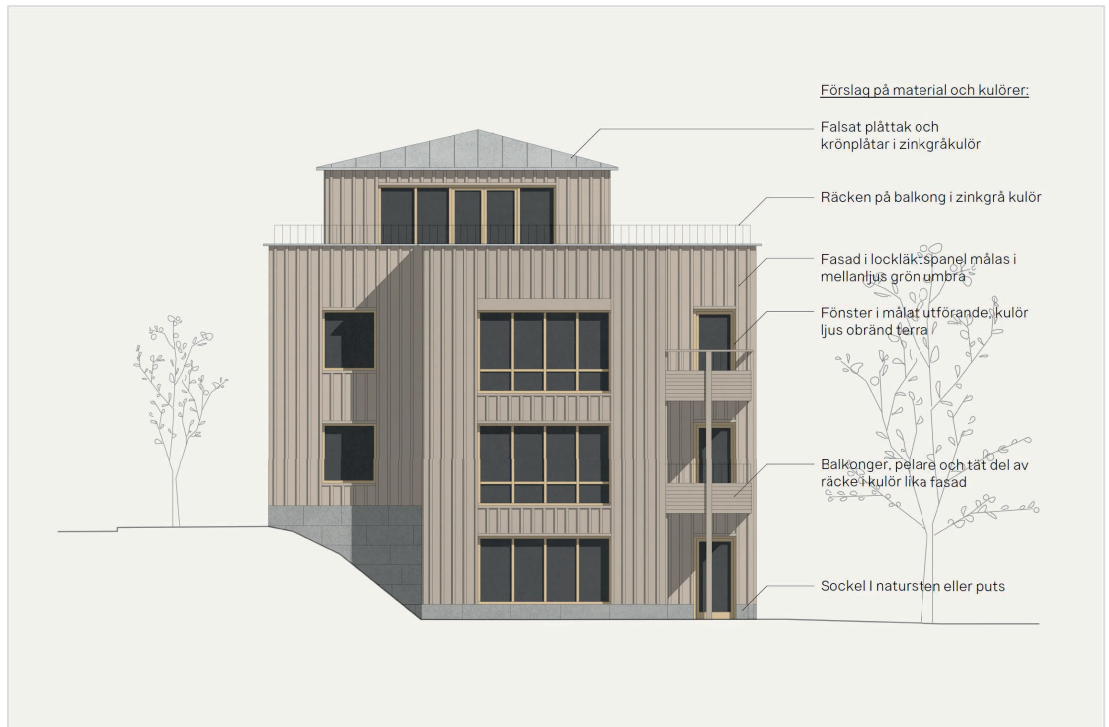 Förslag på material och kulörer:
Falsat plåttak och
krönplåtar i zinkgråkulör
Räcken på balkong i zinkgrå kulör
Fasad i lockläktspanel målas i
mellanljus grön umbra
Fönster i målat utförande, kulör
ljus obränd terra
Balkonger, pelare och tät del av
räcke i kulör lika fasad
Sockel I natursten eller puts